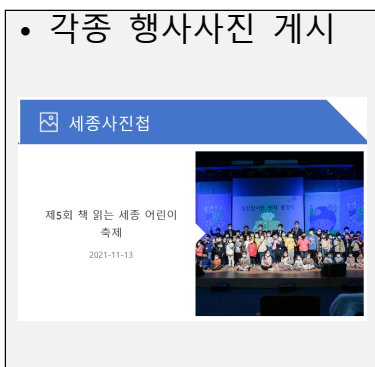 • 각종 행사사진 게시
세종사진첩
제5회 책 읽는 세종 어린이
축제
2021-11-13